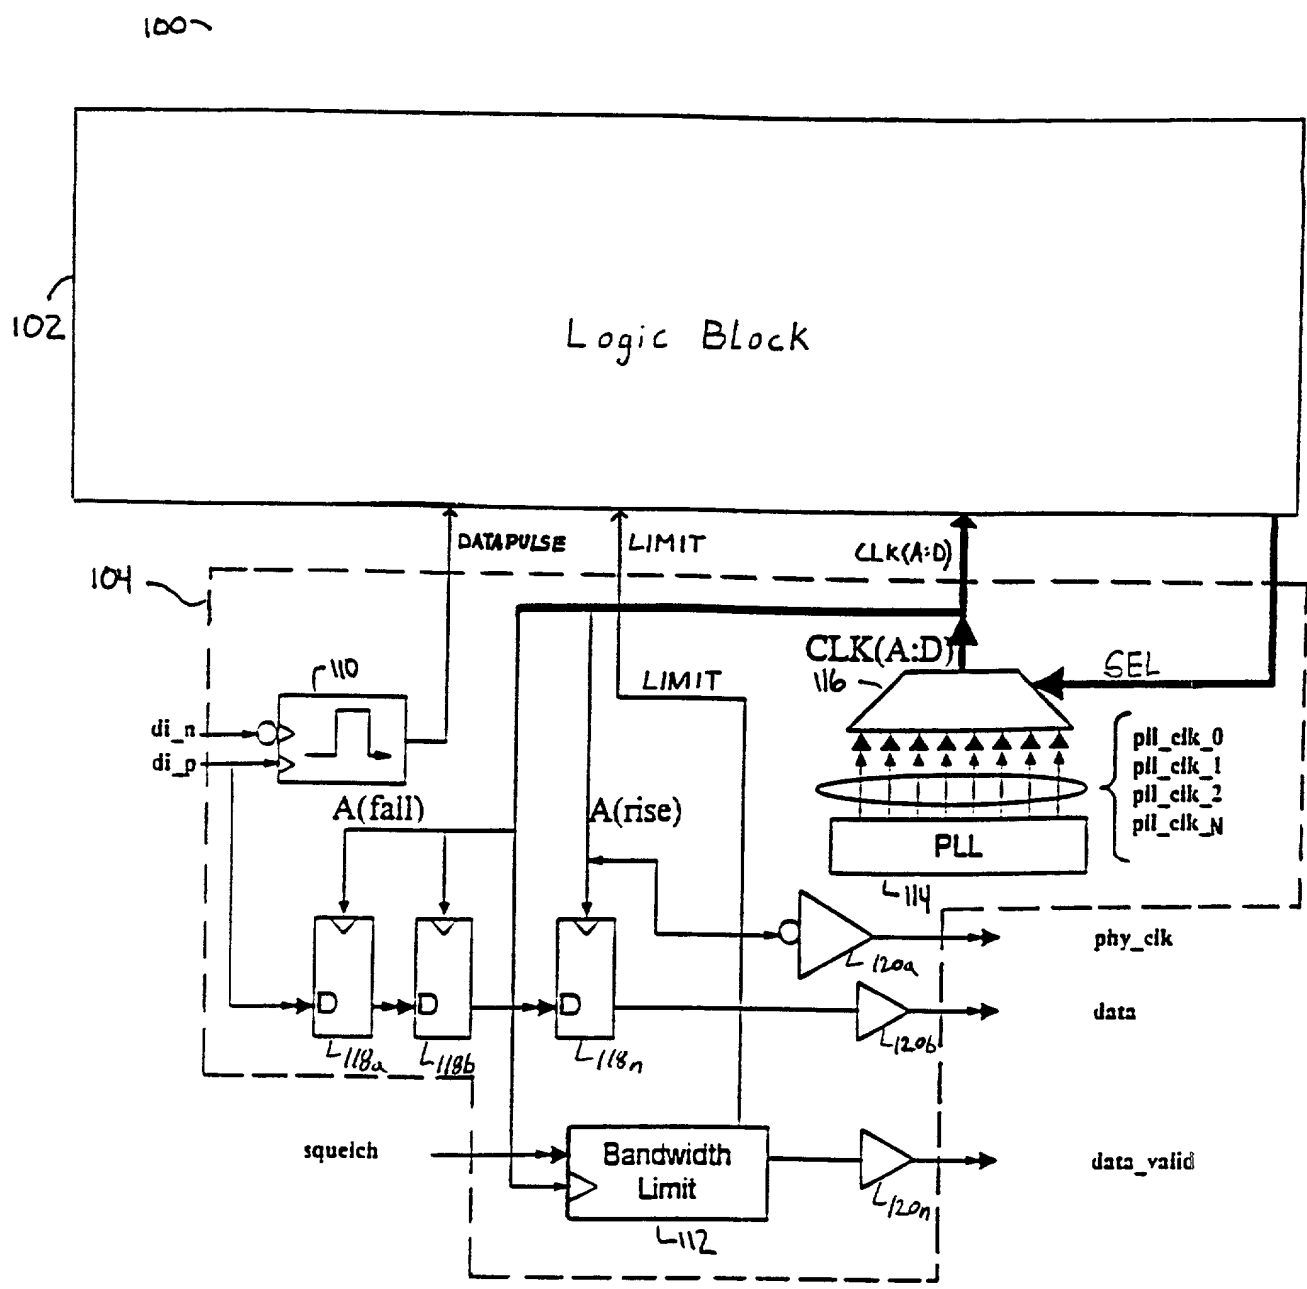 100
102
Logic Block
DATAPULSE
LIMIT
CLK(A:D)
104
CLK(A:D)
110
LIMIT
116
SEL
di_n
di_p
pll_clk_0
pll_clk_1
pll_clk_2
pll_clk_N
A(fall)
A(rise)
PLL
114
phy_clk
120a
D
D
D
data
118a
118b
118n
120b
squelch
Bandwidth
Limit
data_valid
120n
112